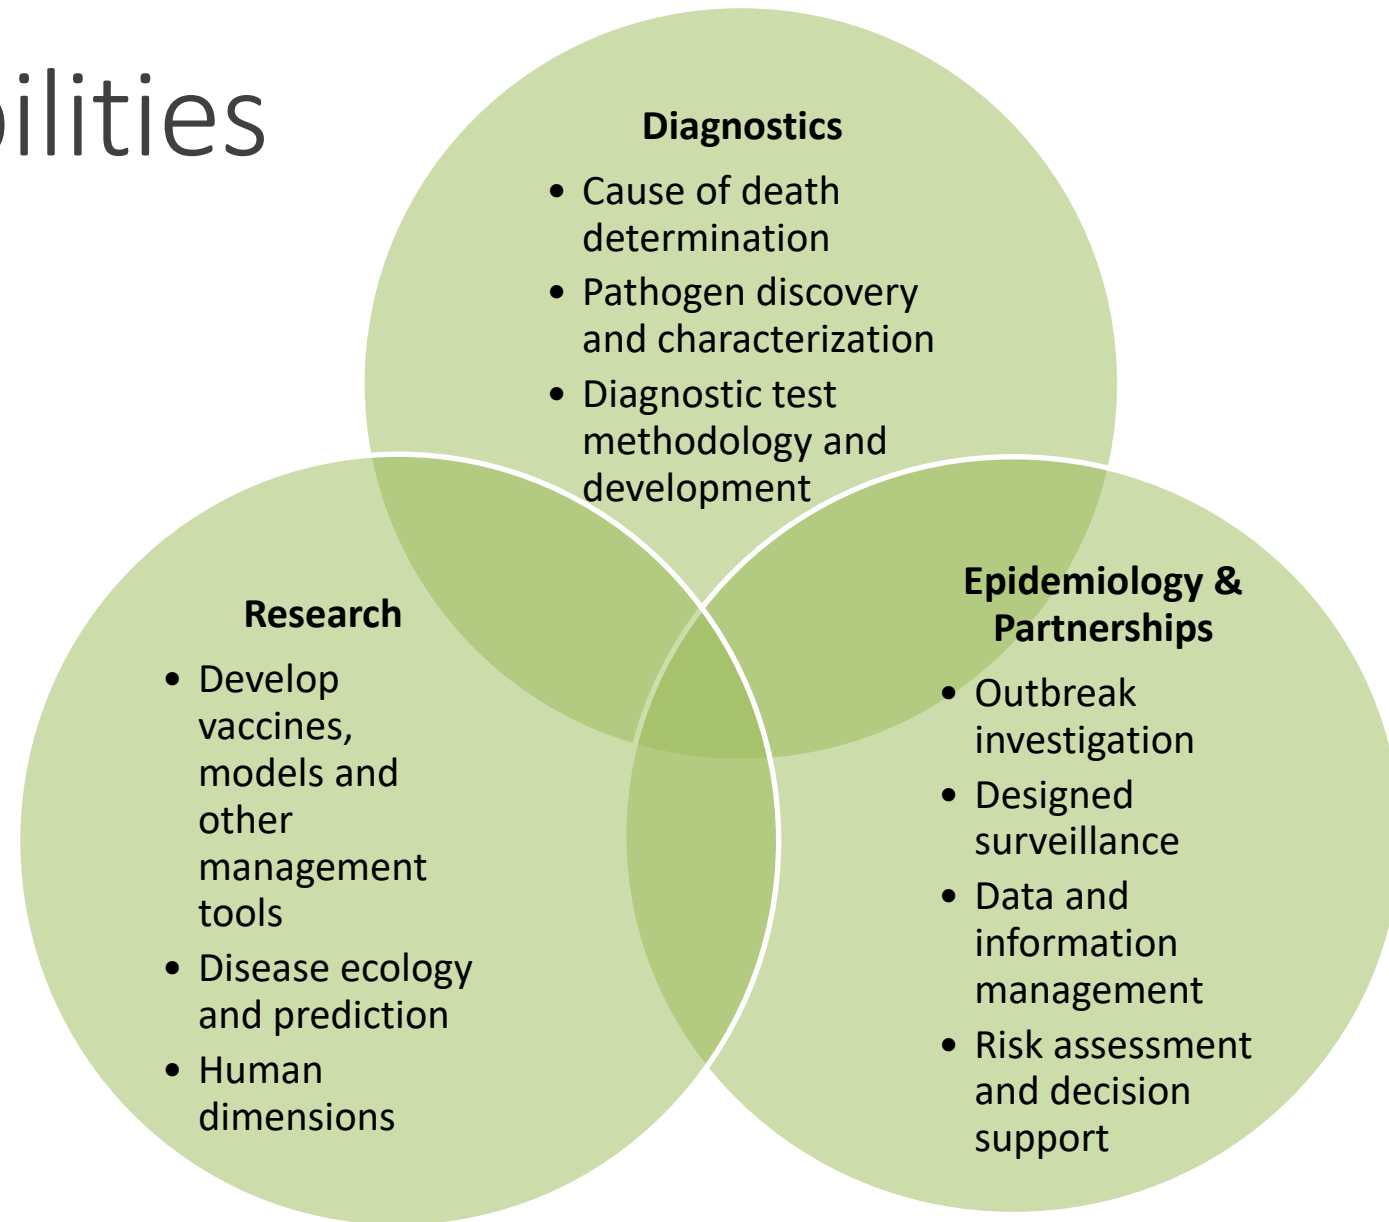 bilities
Diagnostics
• Cause of death
determination
• Pathogen discovery
and characterization
• Diagnostic test
methodology and
development
Research
• Develop
vaccines,
models and
other
management
tools
• Disease ecology
and prediction
• Human
dimensions
Epidemiology &
Partnerships
• Outbreak
investigation
• Designed
surveillance
• Data and
information
management
• Risk assessment
and decision
support